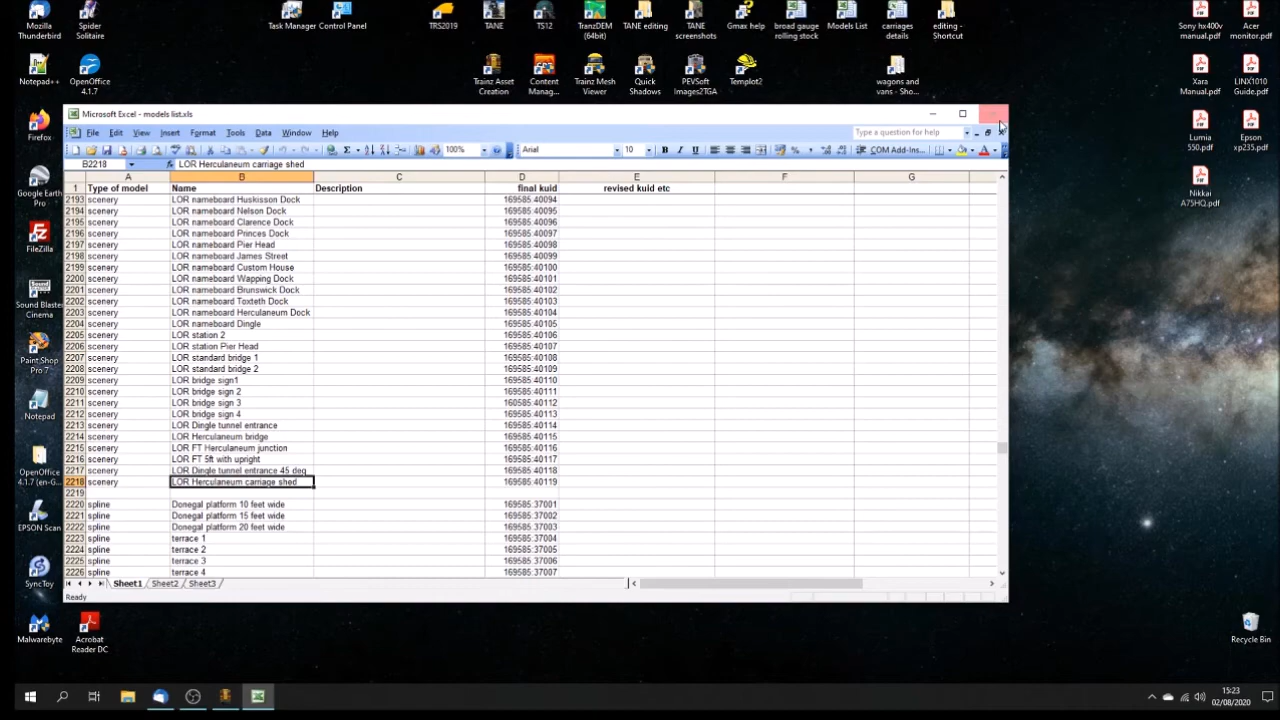 Mozilla Thunderbird
Spider Solitaire
Task Manager
Control Panel
TRS2019
TANE
TS12
TranzDEM (64bit)
TANE editing
TANE screenshots
Gmax help
broad gauge rolling stock
Models List
carriages details
editing - Shortcut
Sony hx400v manual.pdf
Acer monitor.pdf
Notepad++
OpenOffice 4.1.7
Trainz Asset Creation
Content Manag...
Trainz Mesh Viewer
Quick Shadows
PEVSoft Images2TGA
Templot2
wagons and vans - Sho...
Xara Manual.pdf
LINX1010 Guide.pdf
Firefox
Google Earth Pro
FileZilla
Sound Blaster Cinema
Paint Shop Pro 7
Notepad
OpenOffice 4.1.7 (en-G...
EPSON Scan
SyncToy
Malwarebyte
Acrobat Reader DC
Lumia 550.pdf
Epson xp235.pdf
Nikkai A75HQ.pdf
Recycle Bin
Microsoft Excel - models list.xls
File Edit View Insert Format Tools Data Window Help
Type a question for help
100%
Arial
10
B I U
COM Add-Ins...
B2218
fx
LOR Herculaneum carriage shed
A B C D E F G
1 Type of model Name Description final kuid revised kuid etc
2193 scenery LOR nameboard Huskisson Dock 169585:40094
2194 scenery LOR nameboard Nelson Dock 169585:40095
2195 scenery LOR nameboard Clarence Dock 169585:40096
2196 scenery LOR nameboard Princes Dock 169585:40097
2197 scenery LOR nameboard Pier Head 169585:40098
2198 scenery LOR nameboard James Street 169585:40099
2199 scenery LOR nameboard Custom House 169585:40100
2200 scenery LOR nameboard Wapping Dock 169585:40101
2201 scenery LOR nameboard Brunswick Dock 169585:40102
2202 scenery LOR nameboard Toxteth Dock 169585:40103
2203 scenery LOR nameboard Herculaneum Dock 169585:40104
2204 scenery LOR nameboard Dingle 169585:40105
2205 scenery LOR station 2 169585:40106
2206 scenery LOR station Pier Head 169585:40107
2207 scenery LOR standard bridge 1 169585:40108
2208 scenery LOR standard bridge 2 169585:40109
2209 scenery LOR bridge sign1 169585:40110
2210 scenery LOR bridge sign 2 169585:40111
2211 scenery LOR bridge sign 3 160585:40112
2212 scenery LOR bridge sign 4 169585:40113
2213 scenery LOR Dingle tunnel entrance 169585:40114
2214 scenery LOR Herculaneum bridge 169585:40115
2215 scenery LOR FT Herculaneum junction 169585:40116
2216 scenery LOR FT 5ft with upright 169585:40117
2217 scenery LOR Dingle tunnel entrance 45 deg 169585:40118
2218 scenery LOR Herculaneum carriage shed 169585:40119
2219
2220 spline Donegal platform 10 feet wide 169585:37001
2221 spline Donegal platform 15 feet wide 169585:37002
2222 spline Donegal platform 20 feet wide 169585:37003
2223 spline terrace 1 169585:37004
2224 spline terrace 2 169585:37005
2225 spline terrace 3 169585:37006
2226 spline terrace 4 169585:37007
Sheet1 Sheet2 Sheet3
Ready
15:23
02/08/2020